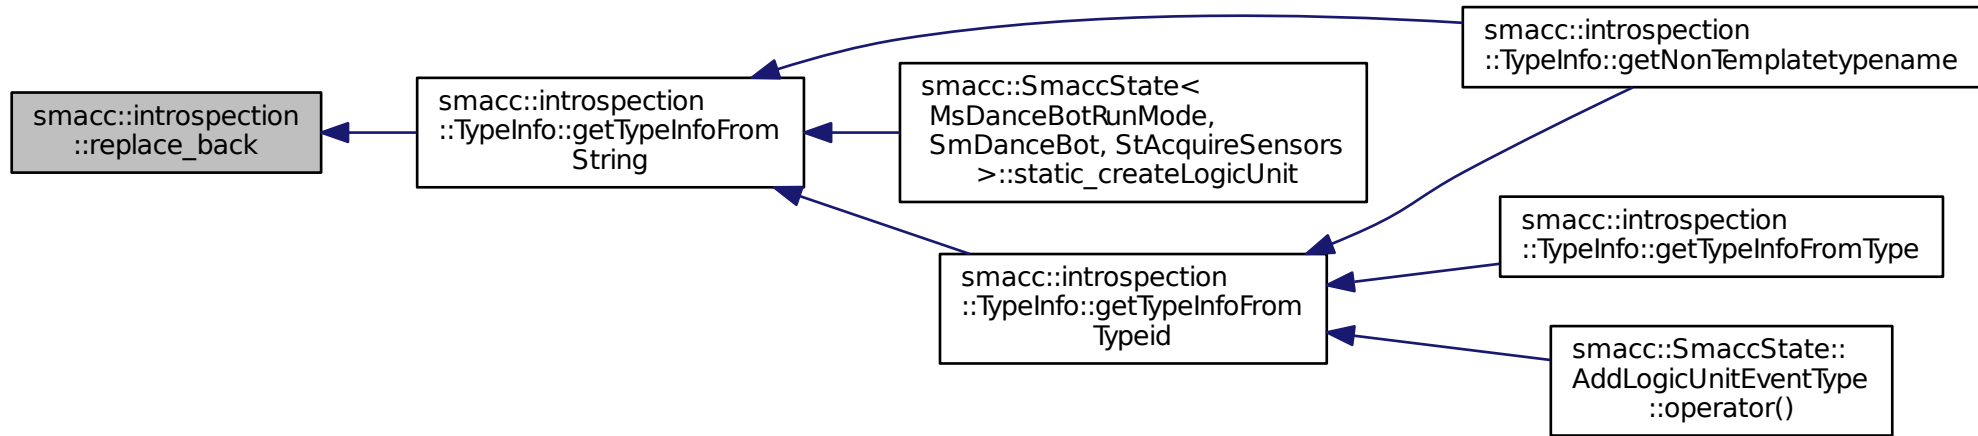 smacc::introspection
::replace_back
smacc::introspection
::TypeInfo::getTypeInfoFrom
String
smacc::SmaccState<
MsDanceBotRunMode,
SmDanceBot, StAcquireSensors
>::static_createLogicUnit
smacc::introspection
::TypeInfo::getTypeInfoFrom
Typeid
smacc::introspection
::TypeInfo::getNonTemplatetypename
smacc::introspection
::TypeInfo::getTypeInfoFromType
smacc::SmaccState::
AddLogicUnitEventType
::operator()